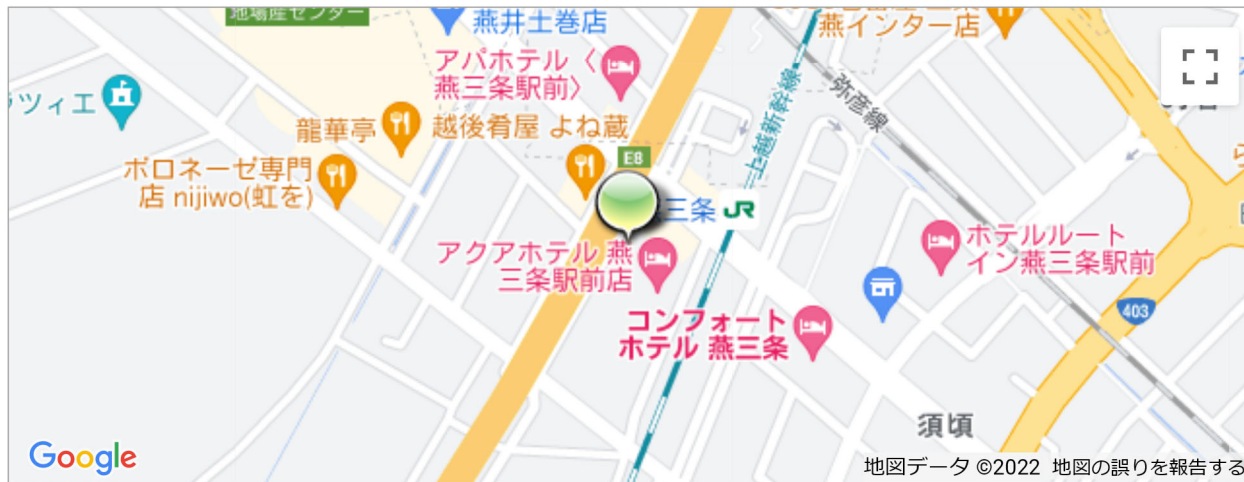 地場産センター
燕井土巻店
燕インター店
アパホテル〈
燕三条駅前〉
弥彦線
上越新幹線
ラツィエ
龍華亭
越後肴屋 よね蔵
E8
ボロネーゼ専門
店 nijiwo(虹を)
三条 JR
アクアホテル 燕
三条駅前店
ホテルルート
イン燕三条駅前
403
コンフォート
ホテル 燕三条
須頃
Google
地図データ ©2022 地図の誤りを報告する